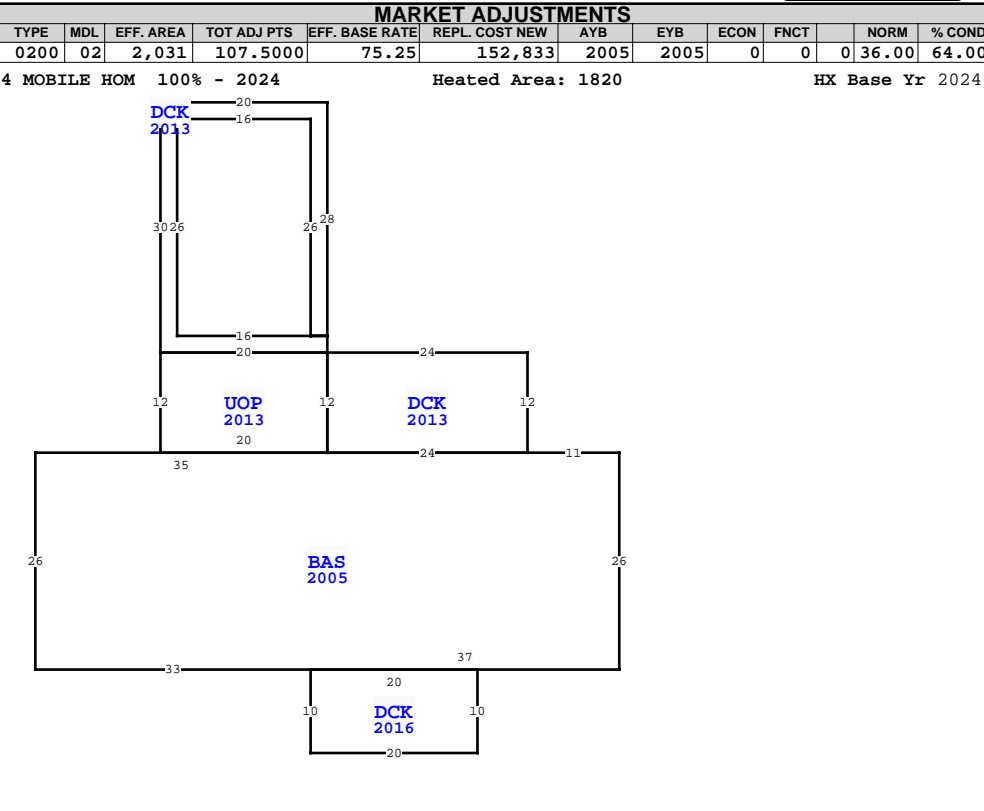 MARKET ADJUSTMENTS
TYPE MDL EFF. AREA TOT ADJ PTS EFF. BASE RATE REPL. COST NEW AYB EYB ECON FNCT NORM % COND
0200 02 2,031 107.5000 75.25 152,833 2005 2005 0 0 0 36.00 64.00
4 MOBILE HOM 100% - 2024 Heated Area: 1820 HX Base Yr 2024
20
DCK
16
2013
28
30 26 26
16
20 24
12 UOP 12 DCK 12
2013 2013
20
24 11
35
26 26
BAS
2005
37
33
20
10 DCK 10
2016
20